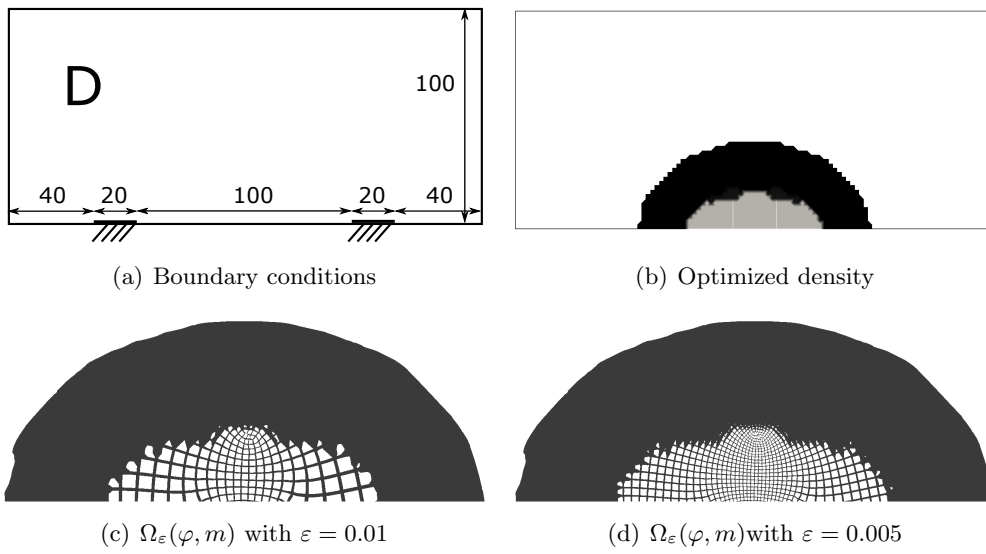 D
100
40 20 100 20 40
(a) Boundary conditions
(b) Optimized density
(c) Ωε(φ, m) with ε = 0.01
(d) Ωε(φ, m)with ε = 0.005